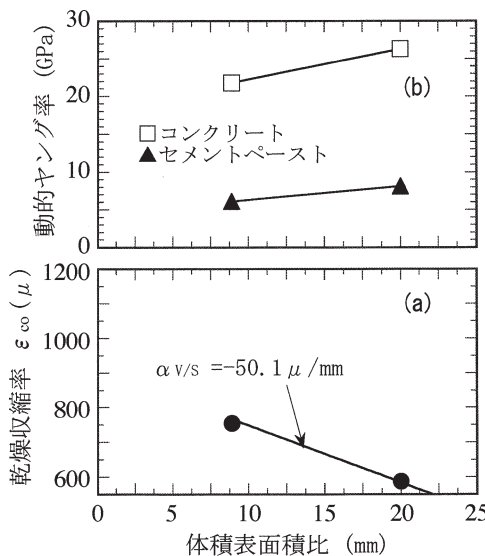 30
20
10
0
動的ヤング率 (GPa)
(b)
□コンクリート
▲セメントペースト
1200
1000
800
600
乾燥収縮率 εco(μ)
(a)
αV/S =-50.1μ/mm
0 5 10 15 20 25
体積表面積比 (mm)